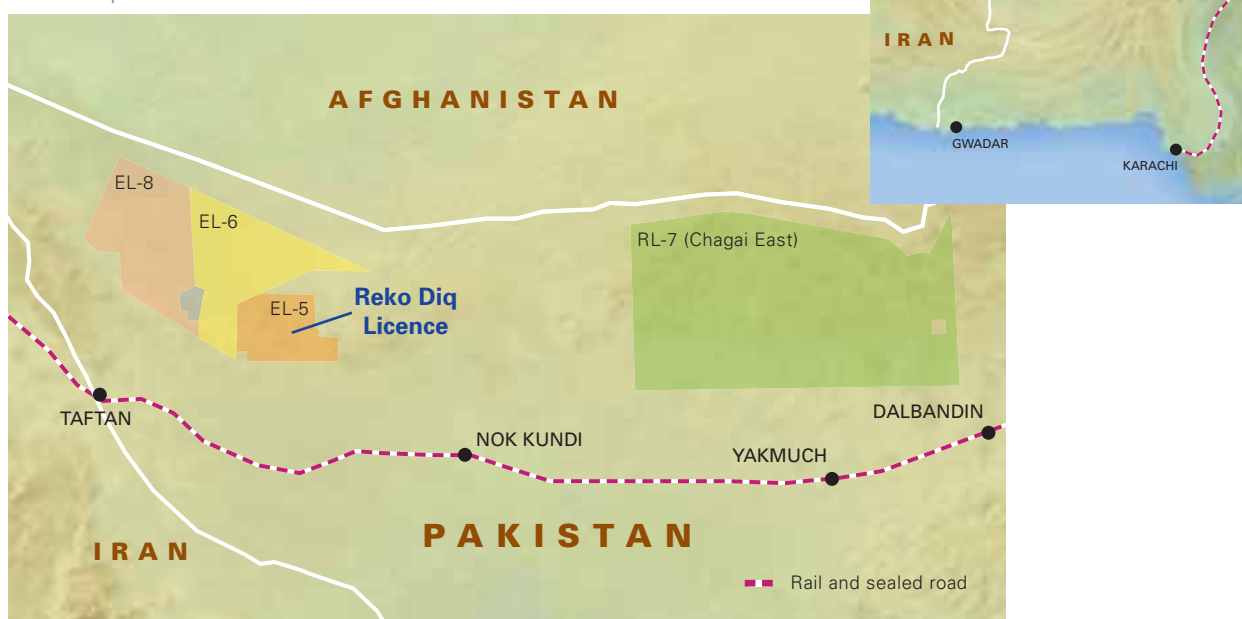 IRAN
GWADAR
KARACHI
AFGHANISTAN
EL-8
EL-6
RL-7 (Chagai East)
EL-5
Reko Diq
Licence
TAFTAN
DALBANDIN
NOK KUNDI
YAKMUCH
PAKISTAN
IRAN
Rail and sealed road